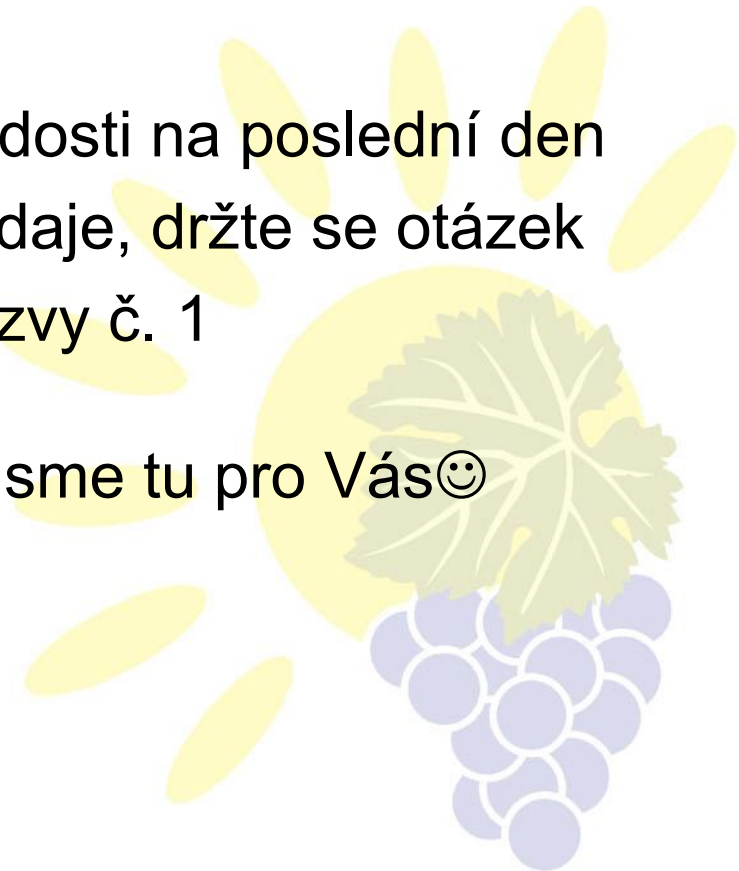 dosti na poslední den
daje, držte se otázek
zvy č. 1
sme tu pro Vás☺